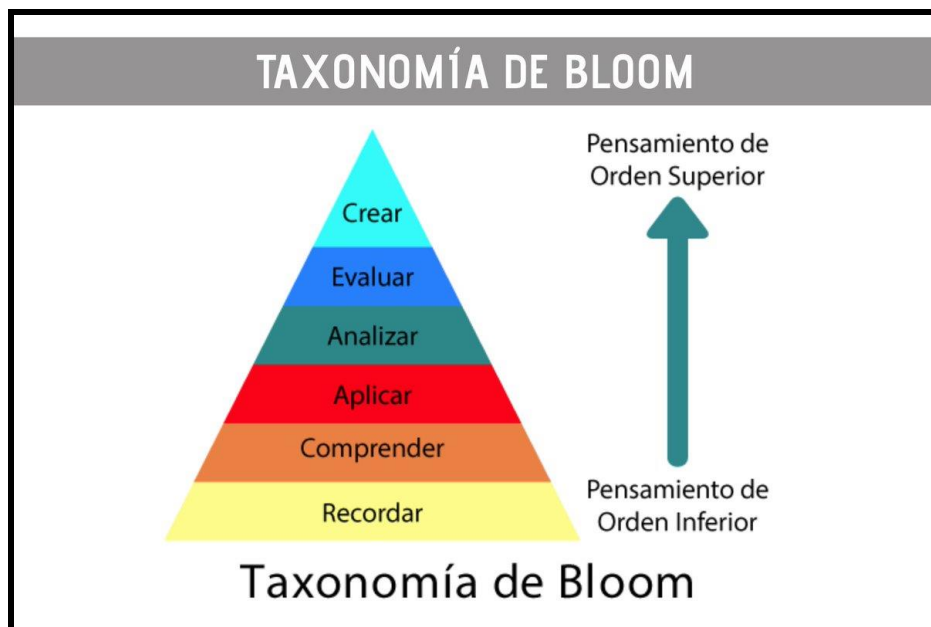 TAXONOMÍA DE BLOOM
Pensamiento de
Orden Superior
Crear
Evaluar
Analizar
Aplicar
Comprender
Recordar
Pensamiento de
Orden Inferior
Taxonomía de Bloom